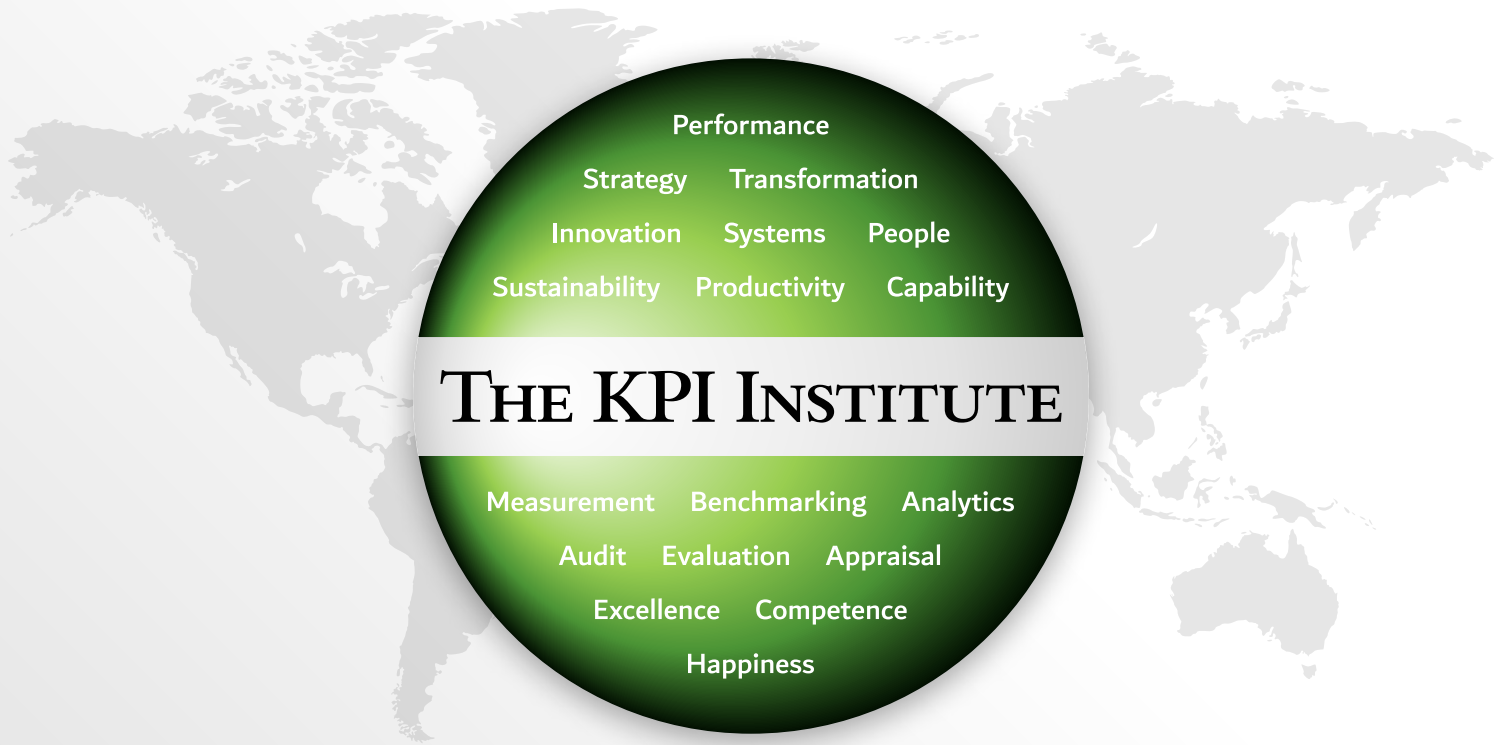 Performance
Strategy Transformation
Innovation Systems People
Sustainability Productivity Capability
The KPI Institute
Measurement Benchmarking Analytics
Audit Evaluation Appraisal
Excellence Competence
Happiness